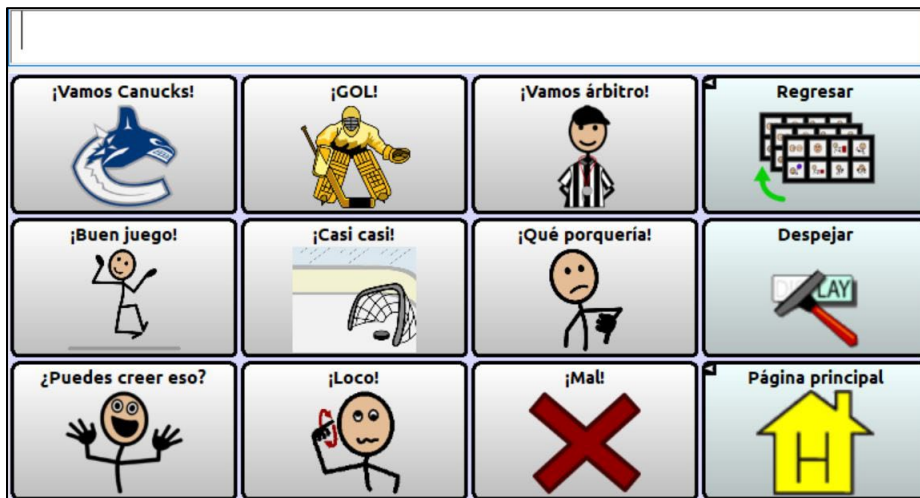 ¡Vamos Canucks!
¡GOL!
¡Vamos árbitro!
Regresar
¡Buen juego!
¡Casi casi!
¡Qué porquería!
Despejar
LAY
¿Puedes creer eso?
¡Loco!
¡Mal!
Página principal
H